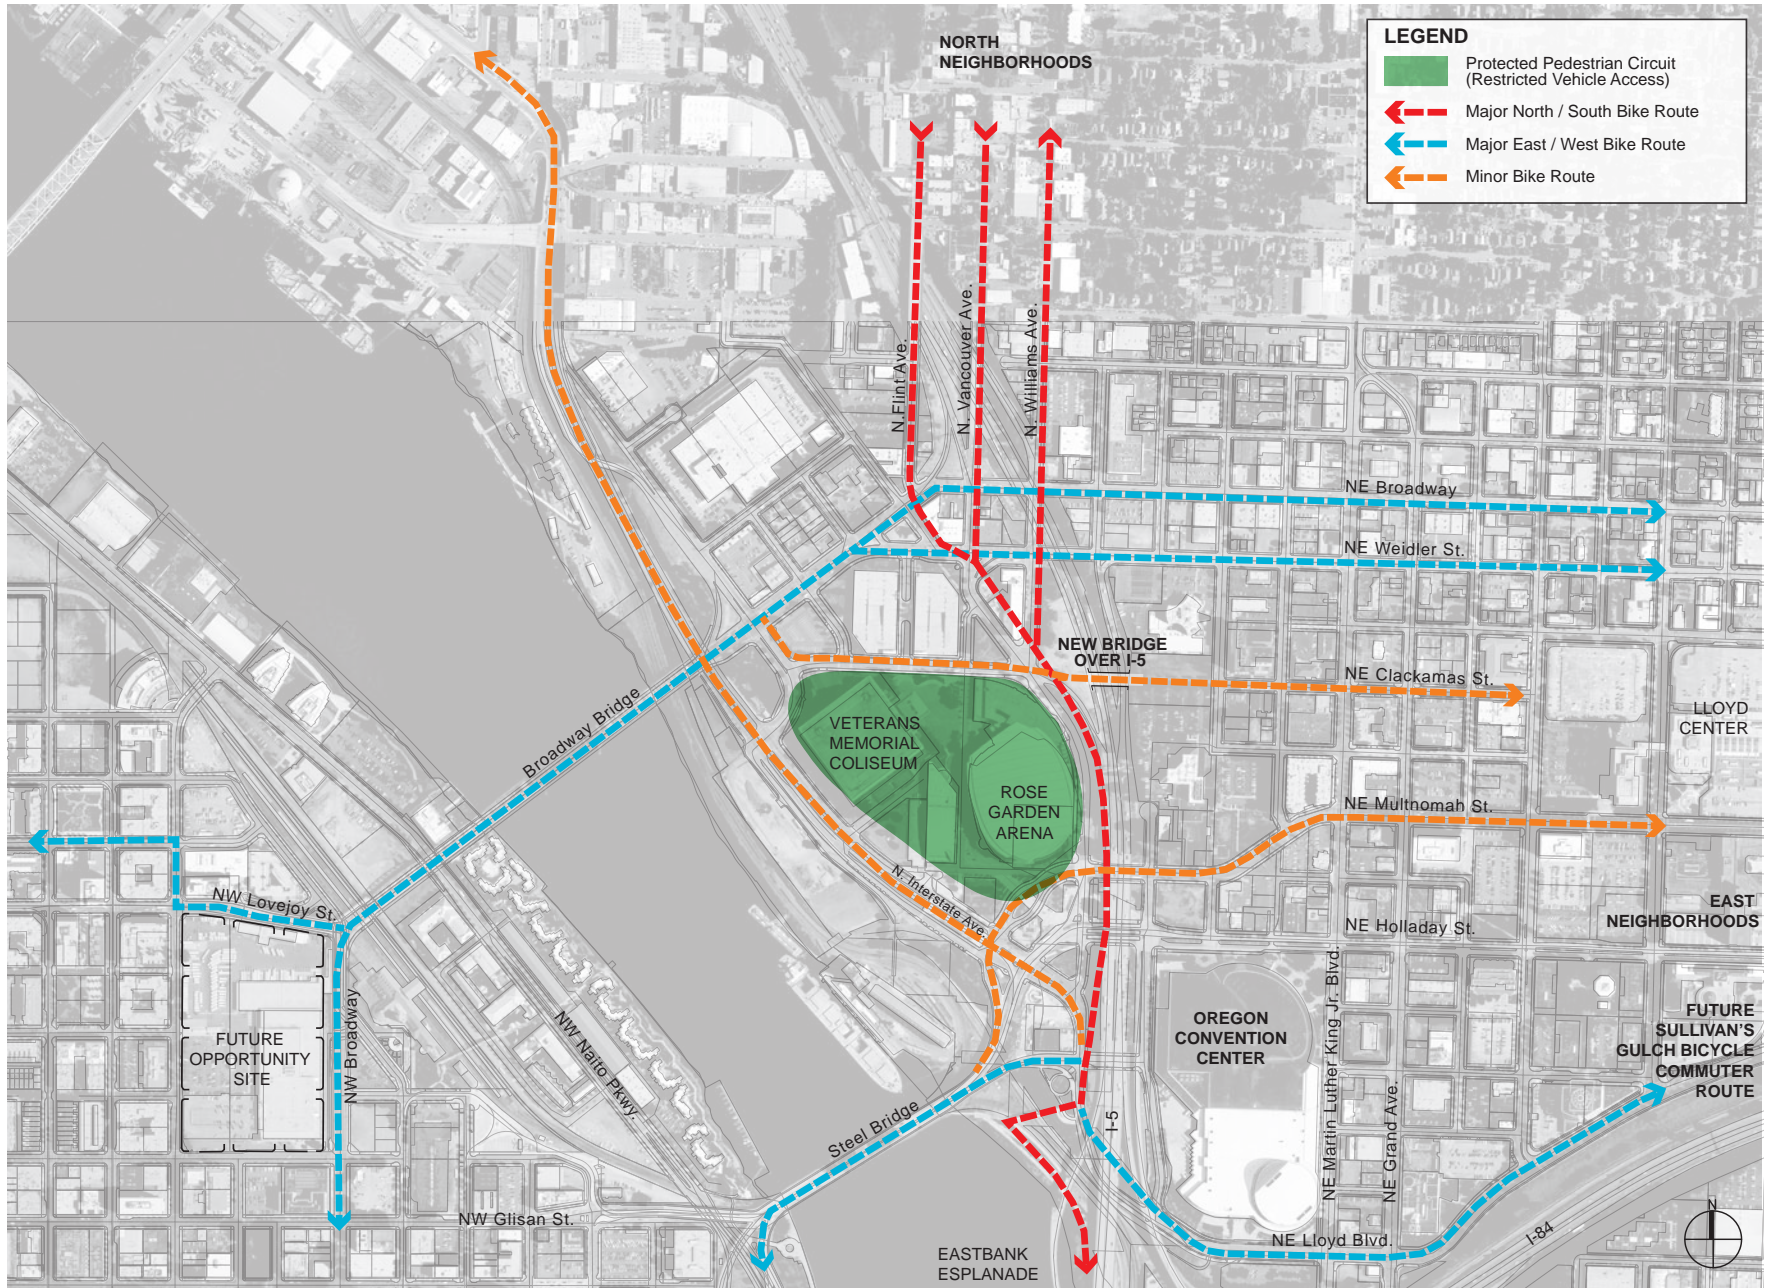 NORTH
NEIGHBORHOODS
LEGEND
Protected Pedestrian Circuit
(Restricted Vehicle Access)
Major North / South Bike Route
Major East / West Bike Route
Minor Bike Route
N.Flint Ave.
N. Vancouver Ave.
N. Williams Ave.
NE Broadway
NE Weidler St.
NEW BRIDGE
OVER I-5
NE Clackamas St.
Broadway Bridge
VETERANS
MEMORIAL
COLISEUM
ROSE
GARDEN
ARENA
LLOYD
CENTER
NE Multnomah St.
N. Interstate Ave.
NW Lovejoy St.
EAST
NEIGHBORHOODS
NE Holladay St.
NW Broadway
FUTURE
OPPORTUNITY
SITE
NW Naito Pkwy.
OREGON
CONVENTION
CENTER
NE Martin Luther King Jr. Blvd.
NE Grand Ave.
FUTURE
SULLIVAN'S
GULCH BICYCLE
COMMUTER
ROUTE
Steel Bridge
I-5
NW Glisan St.
EASTBANK
ESPLANADE
NE Lloyd Blvd.
I-84
N